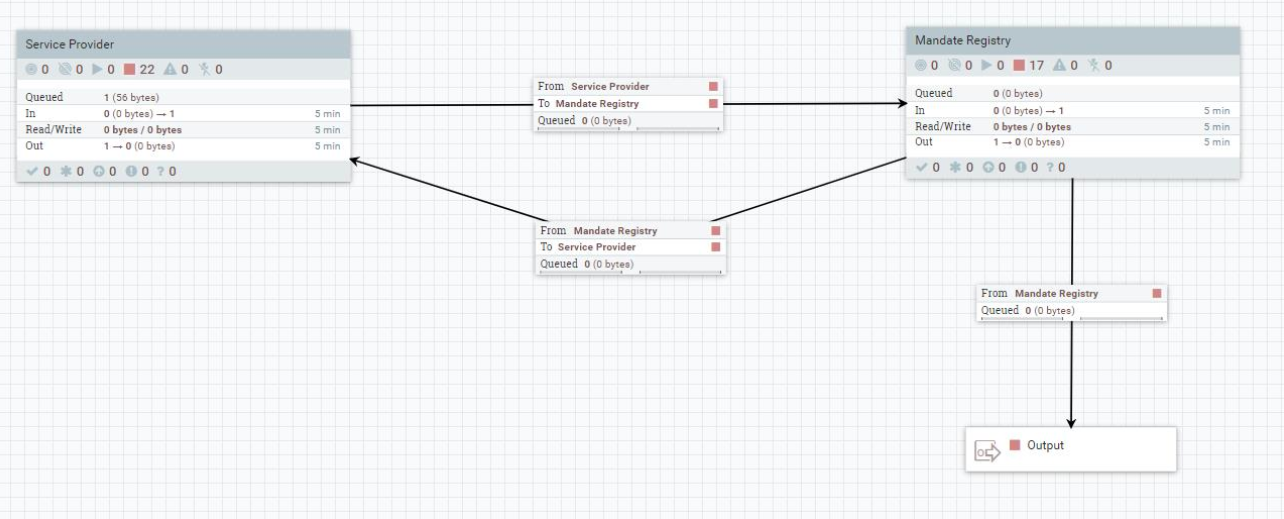 Service Provider
0 0 0 22 0 0
Queued 1 (56 bytes)
In 0 (0 bytes) → 1 5 min
Read/Write 0 bytes / 0 bytes 5 min
Out 1 → 0 (0 bytes) 5 min
0 0 0 0 ? 0
From Service Provider
To Mandate Registry
Queued 0 (0 bytes)
Mandate Registry
0 0 0 17 0 0
Queued 0 (0 bytes)
In 0 (0 bytes) → 1 5 min
Read/Write 0 bytes / 0 bytes 5 min
Out 1 → 0 (0 bytes) 5 min
0 0 0 0 ? 0
From Mandate Registry
To Service Provider
Queued 0 (0 bytes)
From Mandate Registry
Queued 0 (0 bytes)
Output